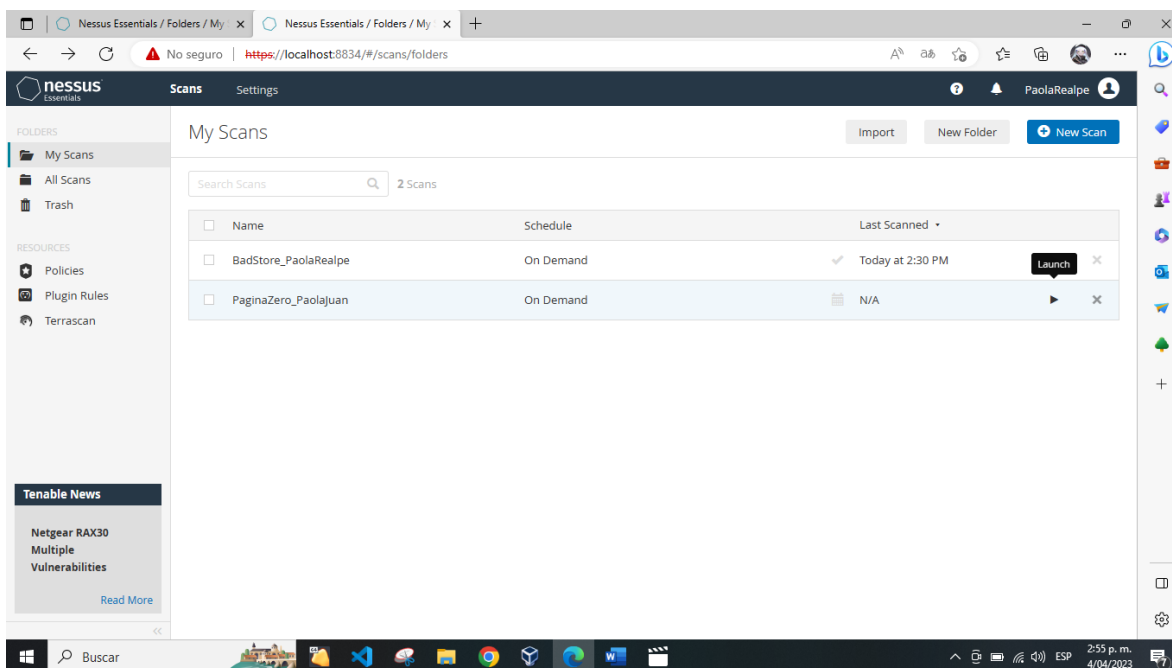 Nessus Essentials / Folders / My
Nessus Essentials / Folders / My
No seguro | https://localhost:8834/#/scans/folders
nessus
Essentials
Scans
Settings
PaolaRealpe
FOLDERS
My Scans
All Scans
Trash
RESOURCES
Policies
Plugin Rules
Terrascan
Tenable News
Netgear RAX30
Multiple
Vulnerabilities
Read More
My Scans
Import
New Folder
New Scan
Search Scans
2 Scans
Name Schedule Last Scanned
BadStore_PaolaRealpe On Demand Today at 2:30 PM
Launch
PaginaZero_PaolaJuan On Demand N/A
Buscar
ESP
2:55 p. m.
4/04/2023